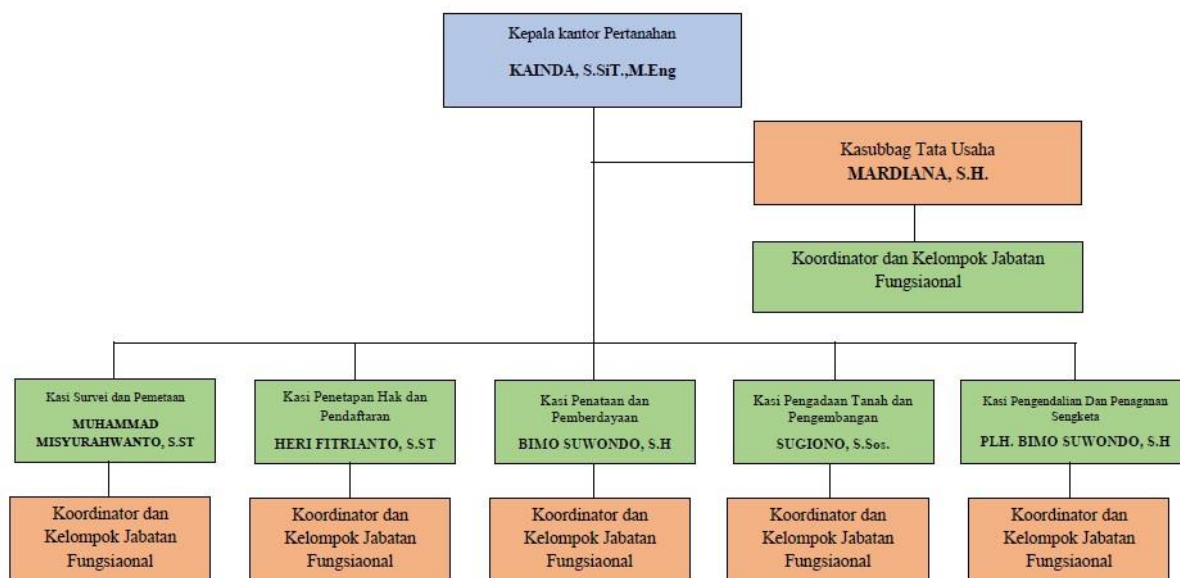 Kepala kantor Pertanahan
KAINDA, S.SiT.,M.Eng
Kasubbag Tata Usaha
MARDIANA, S.H.
Koordinator dan Kelompok Jabatan
Fungsiaonal
Kasi Survei dan Pemetaan
MUHAMMAD
MISYURAHWANTO, S.ST
Kasi Penetapan Hak dan
Pendaftaran
HERI FITRIANTO, S.ST
Kasi Penataan dan
Pemberdayaan
BIMO SUWONDO, S.H
Kasi Pengadaan Tanah dan
Pengembangan
SUGIONO, S.Sos.
Kasi Pengendalian Dan Penaganan
Sengketa
PLH. BIMO SUWONDO, S.H
Koordinator dan
Kelompok Jabatan
Fungsiaonal
Koordinator dan
Kelompok Jabatan
Fungsiaonal
Koordinator dan
Kelompok Jabatan
Fungsiaonal
Koordinator dan
Kelompok Jabatan
Fungsiaonal
Koordinator dan
Kelompok Jabatan
Fungsiaonal